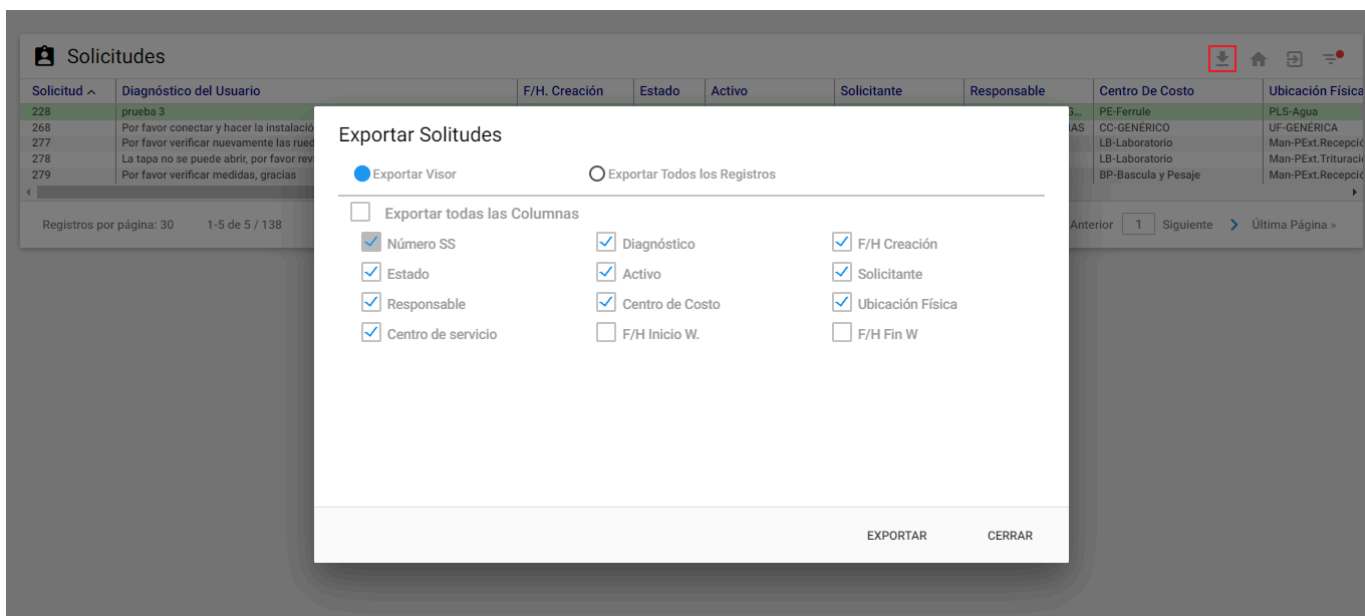 Solicitudes
Solicitud Diagnóstico del Usuario F/H. Creación Estado Activo Solicitante Responsable Centro De Costo Ubicación Física
228 prueba 3 G... PE-Ferrule PLS-Agua
268 Por favor conectar y hacer la instalació IAS CC-GENÉRICO UF-GENÉRICA
277 Por favor verificar nuevamente las rued LB-Laboratorio Man-PExt.Recepció
278 La tapa no se puede abrir, por favor rev LB-Laboratorio Man-PExt.Trituraci
279 Por favor verificar medidas, gracias BP-Bascula y Pesaje Man-PExt.Recepció
Registros por página: 30 1-5 de 5 / 138 Anterior 1 Siguiente Última Página »
Exportar Solitudes
Exportar Visor Exportar Todos los Registros
Exportar todas las Columnas
Número SS Diagnóstico F/H Creación
Estado Activo Solicitante
Responsable Centro de Costo Ubicación Física
Centro de servicio F/H Inicio W. F/H Fin W
EXPORTAR CERRAR